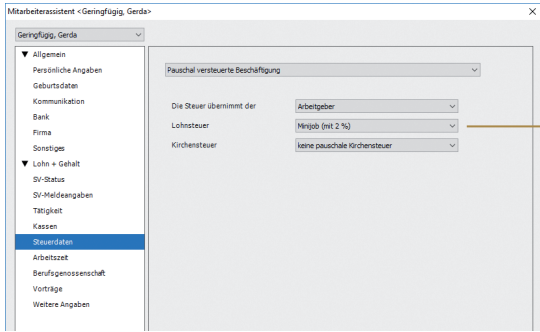 Mitarbeiterassistent <Geringfügig, Gerda>
Geringfügig, Gerda
Allgemein
Persönliche Angaben
Geburtsdaten
Kommunikation
Bank
Firma
Sonstiges
Lohn + Gehalt
SV-Status
SV-Meldeangaben
Tätigkeit
Kassen
Steuerdaten
Arbeitszeit
Berufsgenossenschaft
Vorträge
Weitere Angaben
Pauschal versteuerte Beschäftigung
Die Steuer übernimmt der Arbeitgeber
Lohnsteuer Minijob (mit 2 %)
Kirchensteuer keine pauschale Kirchensteuer